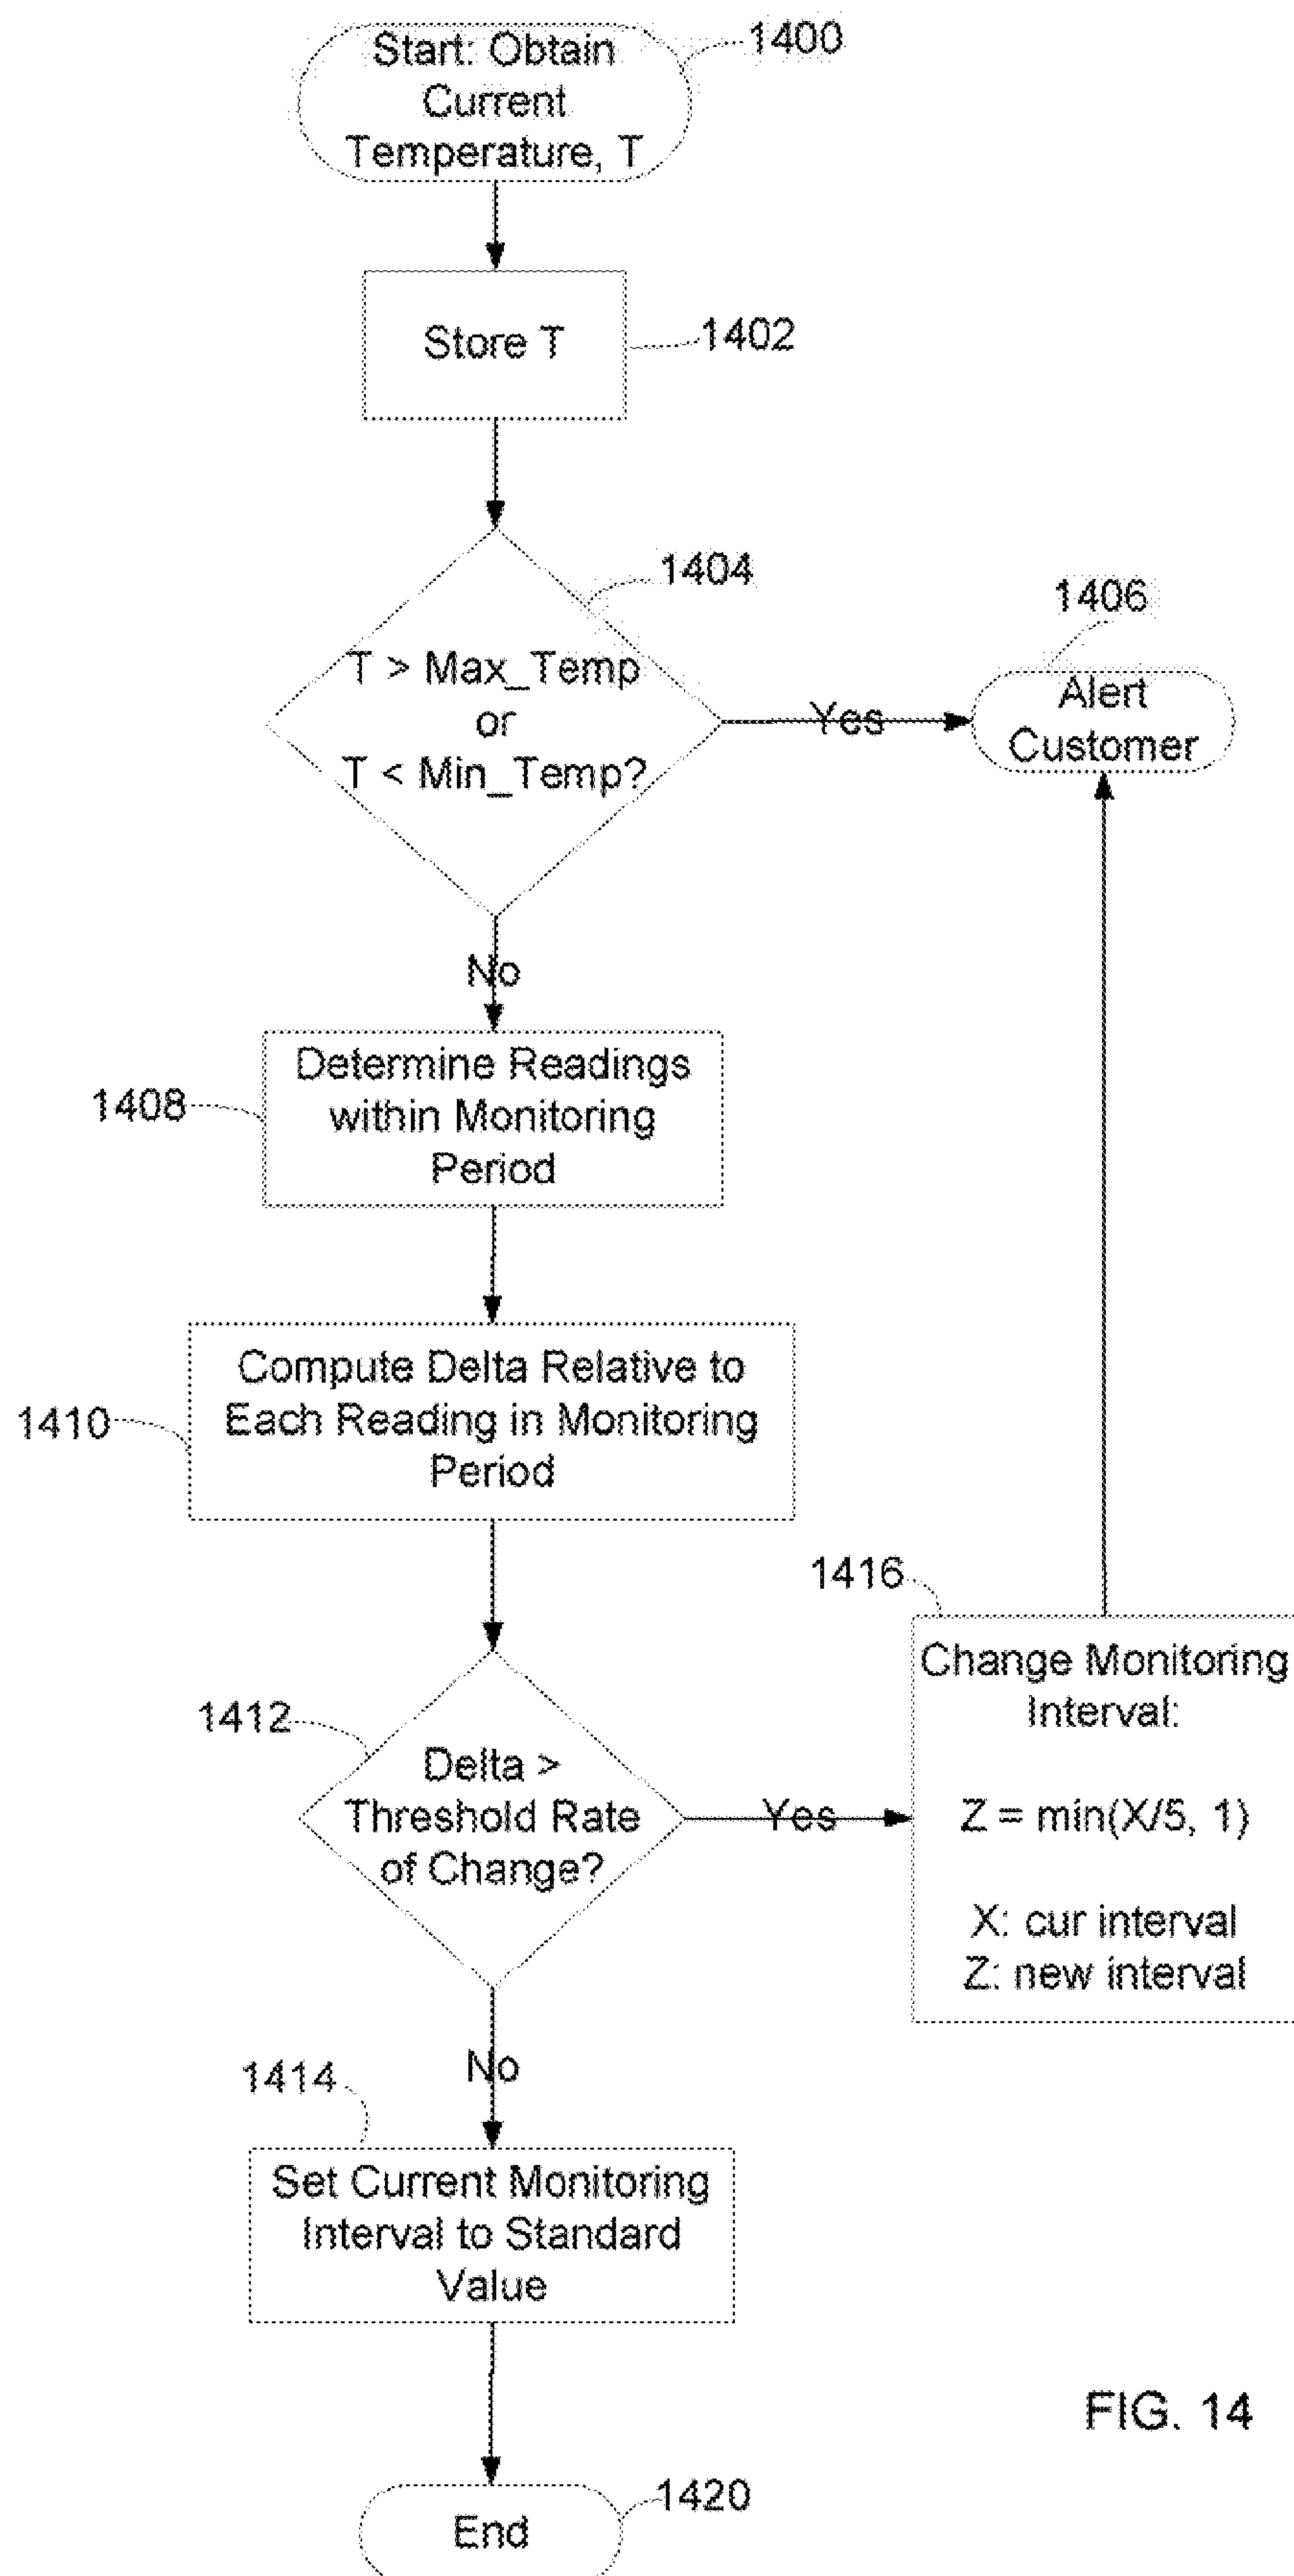 Start: Obtain
Current
Temperature, T
1400
Store T
1402
1404
T > Max_Temp
or
T < Min_Temp?
Yes
1406
Alert
Customer
No
1408
Determine Readings
within Monitoring
Period
1410
Compute Delta Relative to
Each Reading in Monitoring
Period
1412
Delta >
Threshold Rate
of Change?
Yes
1416
Change Monitoring
Interval:
Z = min(X/5, 1)
X: cur interval
Z: new interval
No
1414
Set Current Monitoring
Interval to Standard
Value
End
1420
FIG. 14